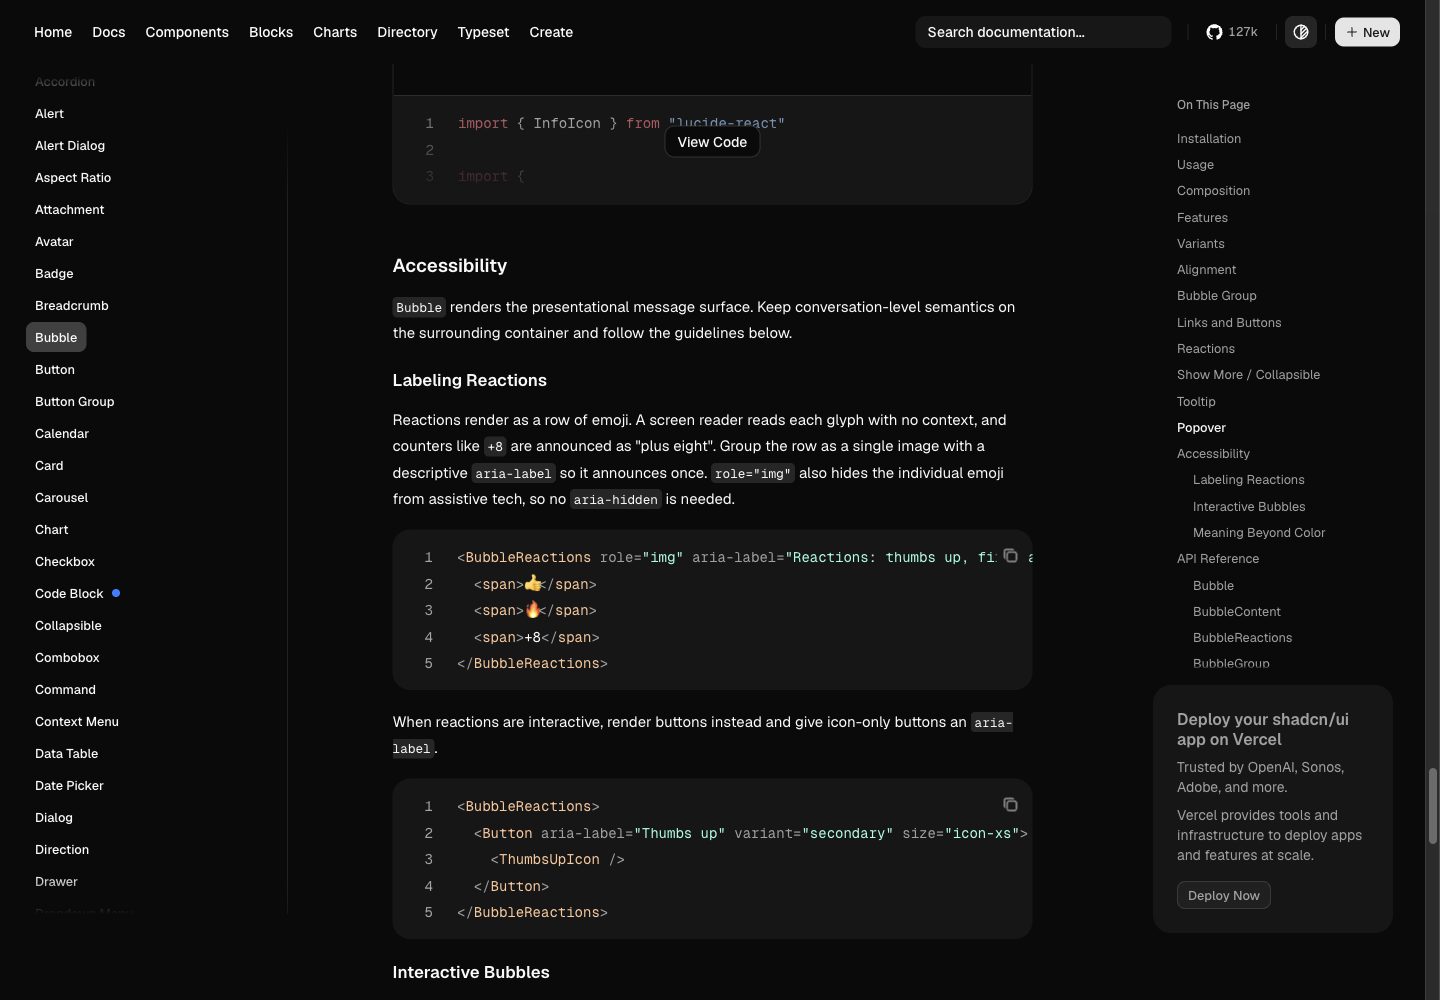 Home Docs Components Blocks Charts Directory Typeset Create
Search documentation...
127k
New
Accordion
Alert
Alert Dialog
Aspect Ratio
Attachment
Avatar
Badge
Breadcrumb
Bubble
Button
Button Group
Calendar
Card
Carousel
Chart
Checkbox
Code Block
Collapsible
Combobox
Command
Context Menu
Data Table
Date Picker
Dialog
Direction
Drawer
Dropdown Menu
1 import { InfoIcon } from "lucide-react"
2
3 import {
View Code
Accessibility
Bubble renders the presentational message surface. Keep conversation-level semantics on
the surrounding container and follow the guidelines below.
Labeling Reactions
Reactions render as a row of emoji. A screen reader reads each glyph with no context, and
counters like +8 are announced as "plus eight". Group the row as a single image with a
descriptive aria-label so it announces once. role="img" also hides the individual emoji
from assistive tech, so no aria-hidden is needed.
1 <BubbleReactions role="img" aria-label="Reactions: thumbs up, fi
2 <span>👍</span>
3 <span>🔥</span>
4 <span>+8</span>
5 </BubbleReactions>
When reactions are interactive, render buttons instead and give icon-only buttons an aria-
label.
1 <BubbleReactions>
2 <Button aria-label="Thumbs up" variant="secondary" size="icon-xs">
3 <ThumbsUpIcon />
4 </Button>
5 </BubbleReactions>
Interactive Bubbles
On This Page
Installation
Usage
Composition
Features
Variants
Alignment
Bubble Group
Links and Buttons
Reactions
Show More / Collapsible
Tooltip
Popover
Accessibility
Labeling Reactions
Interactive Bubbles
Meaning Beyond Color
API Reference
Bubble
BubbleContent
BubbleReactions
BubbleGroup
Deploy your shadcn/ui
app on Vercel
Trusted by OpenAI, Sonos,
Adobe, and more.
Vercel provides tools and
infrastructure to deploy apps
and features at scale.
Deploy Now